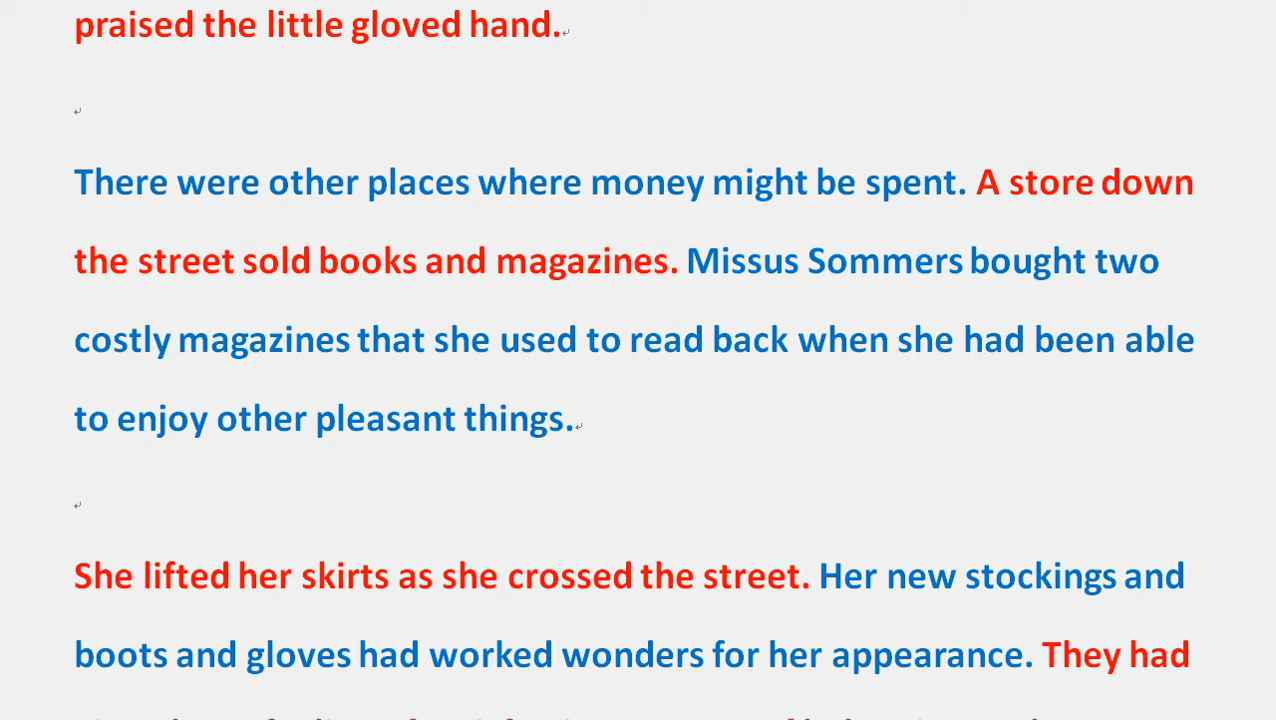 praised the little gloved hand.
There were other places where money might be spent. A store down
the street sold books and magazines. Missus Sommers bought two
costly magazines that she used to read back when she had been able
to enjoy other pleasant things.
She lifted her skirts as she crossed the street. Her new stockings and
boots and gloves had worked wonders for her appearance. They had